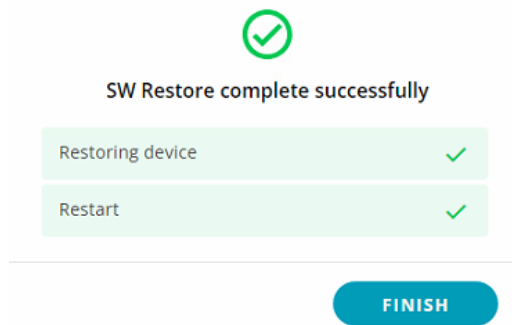 SW Restore complete successfully
Restoring device
Restart
FINISH